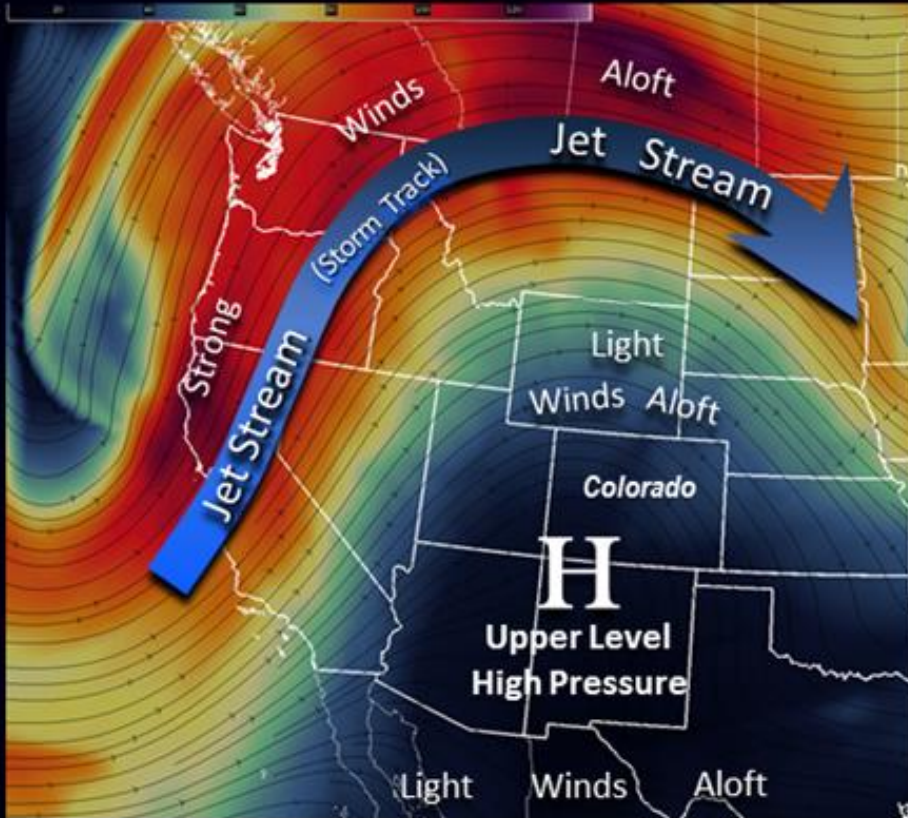 Winds Aloft
Jet Stream
(Storm Track)
Strong
Jet Stream
Light
Winds Aloft
Colorado
H
Upper Level
High Pressure
Light Winds Aloft